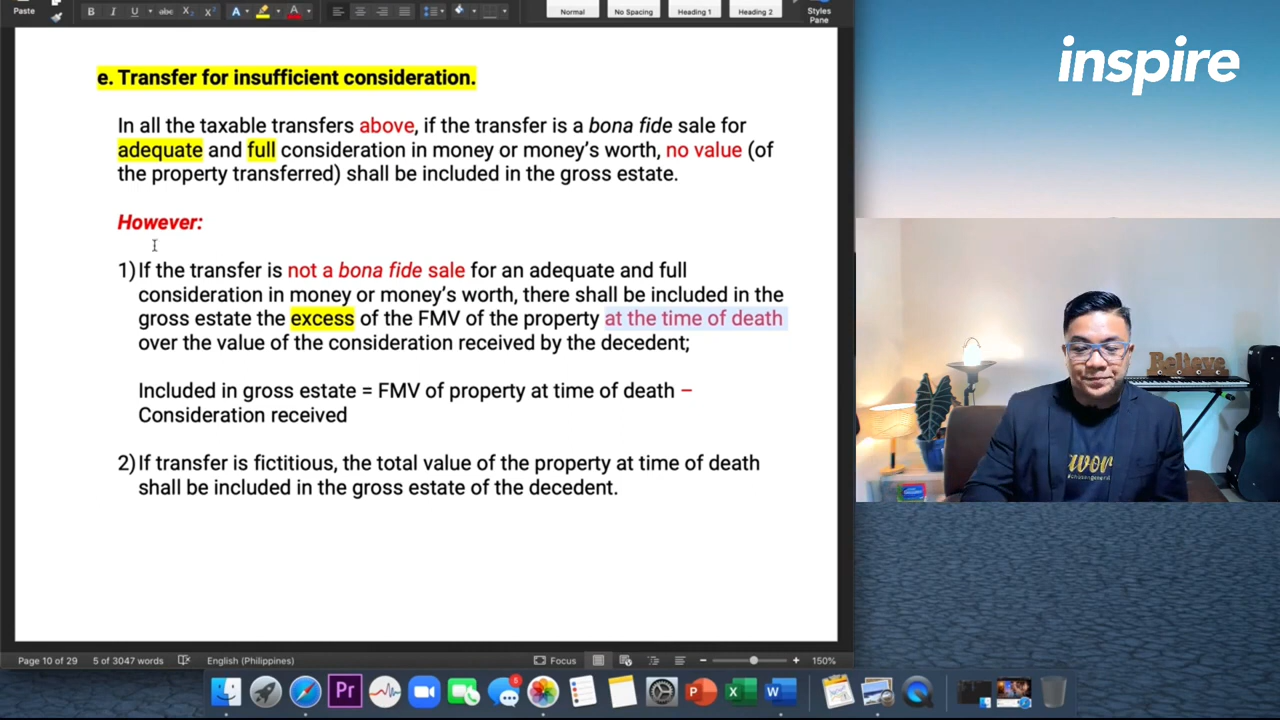 Paste
B I U abc X₂ X² A A
Normal No Spacing Heading 1 Heading 2 Styles
Pane
inspire
e. Transfer for insufficient consideration.
In all the taxable transfers above, if the transfer is a bona fide sale for
adequate and full consideration in money or money’s worth, no value (of
the property transferred) shall be included in the gross estate.
However:
1) If the transfer is not a bona fide sale for an adequate and full
consideration in money or money’s worth, there shall be included in the
gross estate the excess of the FMV of the property at the time of death
over the value of the consideration received by the decedent;
Included in gross estate = FMV of property at time of death –
Consideration received
2) If transfer is fictitious, the total value of the property at time of death
shall be included in the gross estate of the decedent.
Believe
avor
Page 10 of 29 5 of 3047 words English (Philippines) Focus 150%
Pr 5 P X W